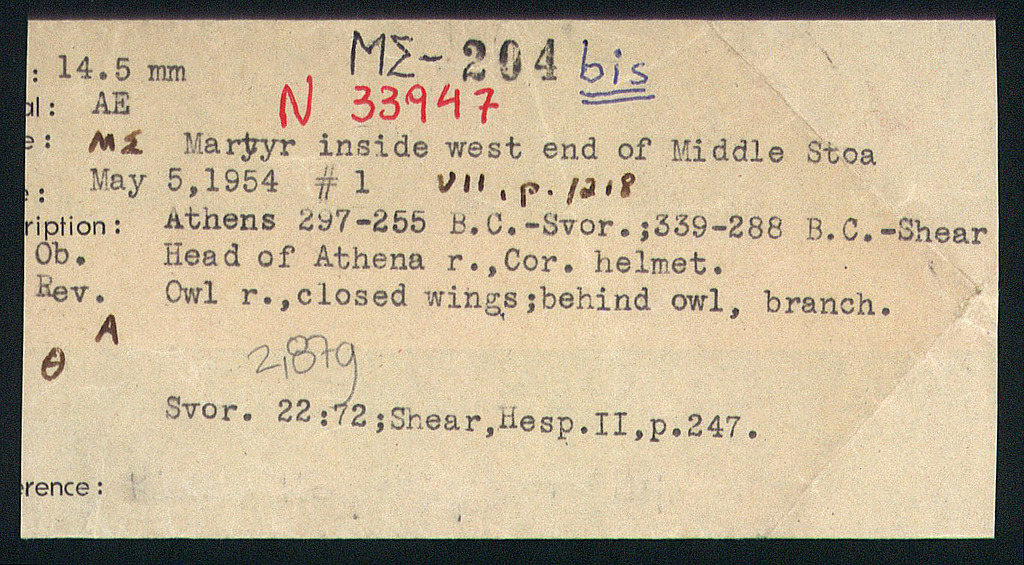 ΜΣ-204 bis
: 14.5 mm
N 33947
al: AE
e: ΜΣ Martyr inside west end of Middle Stoa
: May 5,1954 # 1 VII, p. 1218
ription: Athens 297-255 B.C.-Svor.;339-288 B.C.-Shear
Ob. Head of Athena r.,Cor. helmet.
Rev. Owl r.,closed wings;behind owl, branch.
A
Θ
2,87g
Svor. 22:72;Shear,Hesp.II,p.247.
erence: